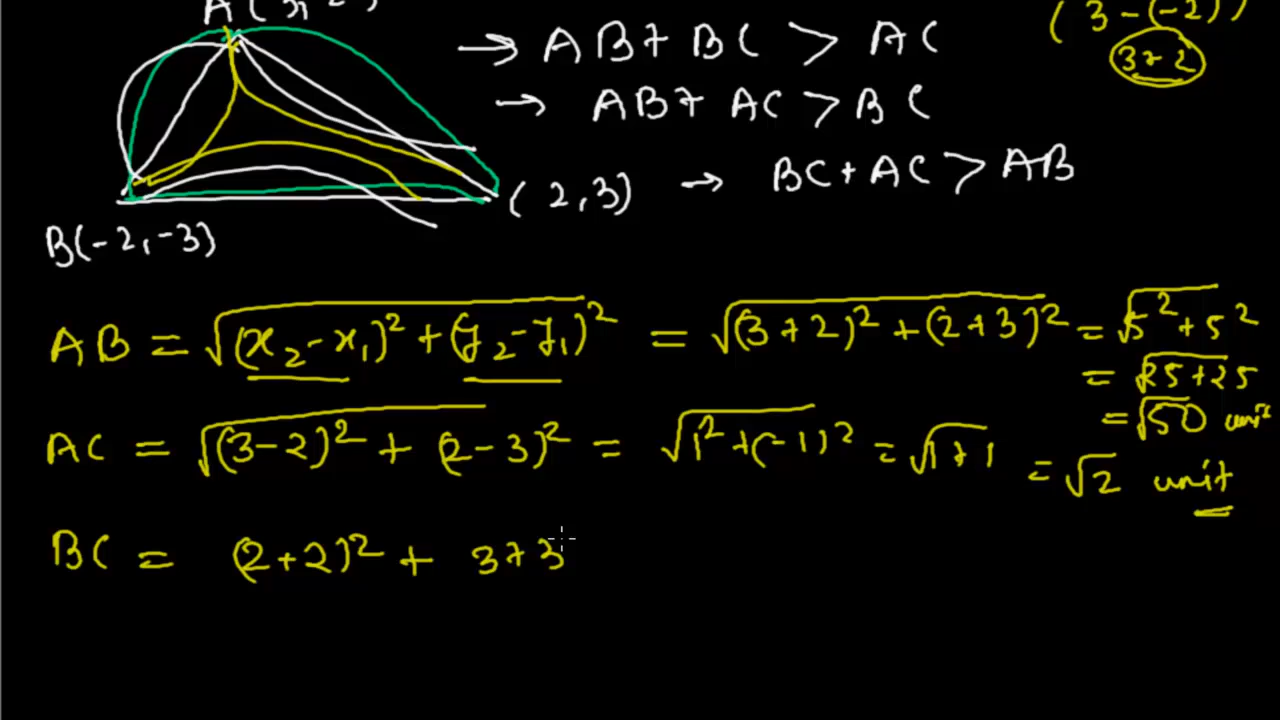 A(3,2)
(3-(-2))
→ AB+BC > AC
3+2
→ AB+AC > BC
(2,3) → BC+AC > AB
B(-2,-3)
AB = √(x₂-x₁)²+(y₂-y₁)² = √(3+2)²+(2+3)² = √5²+5²
= √25+25
= √50 unit
AC = √(3-2)² + (2-3)² = √1²+(-1)² = √1+1 = √2 unit
BC = (2+2)² + 3+3